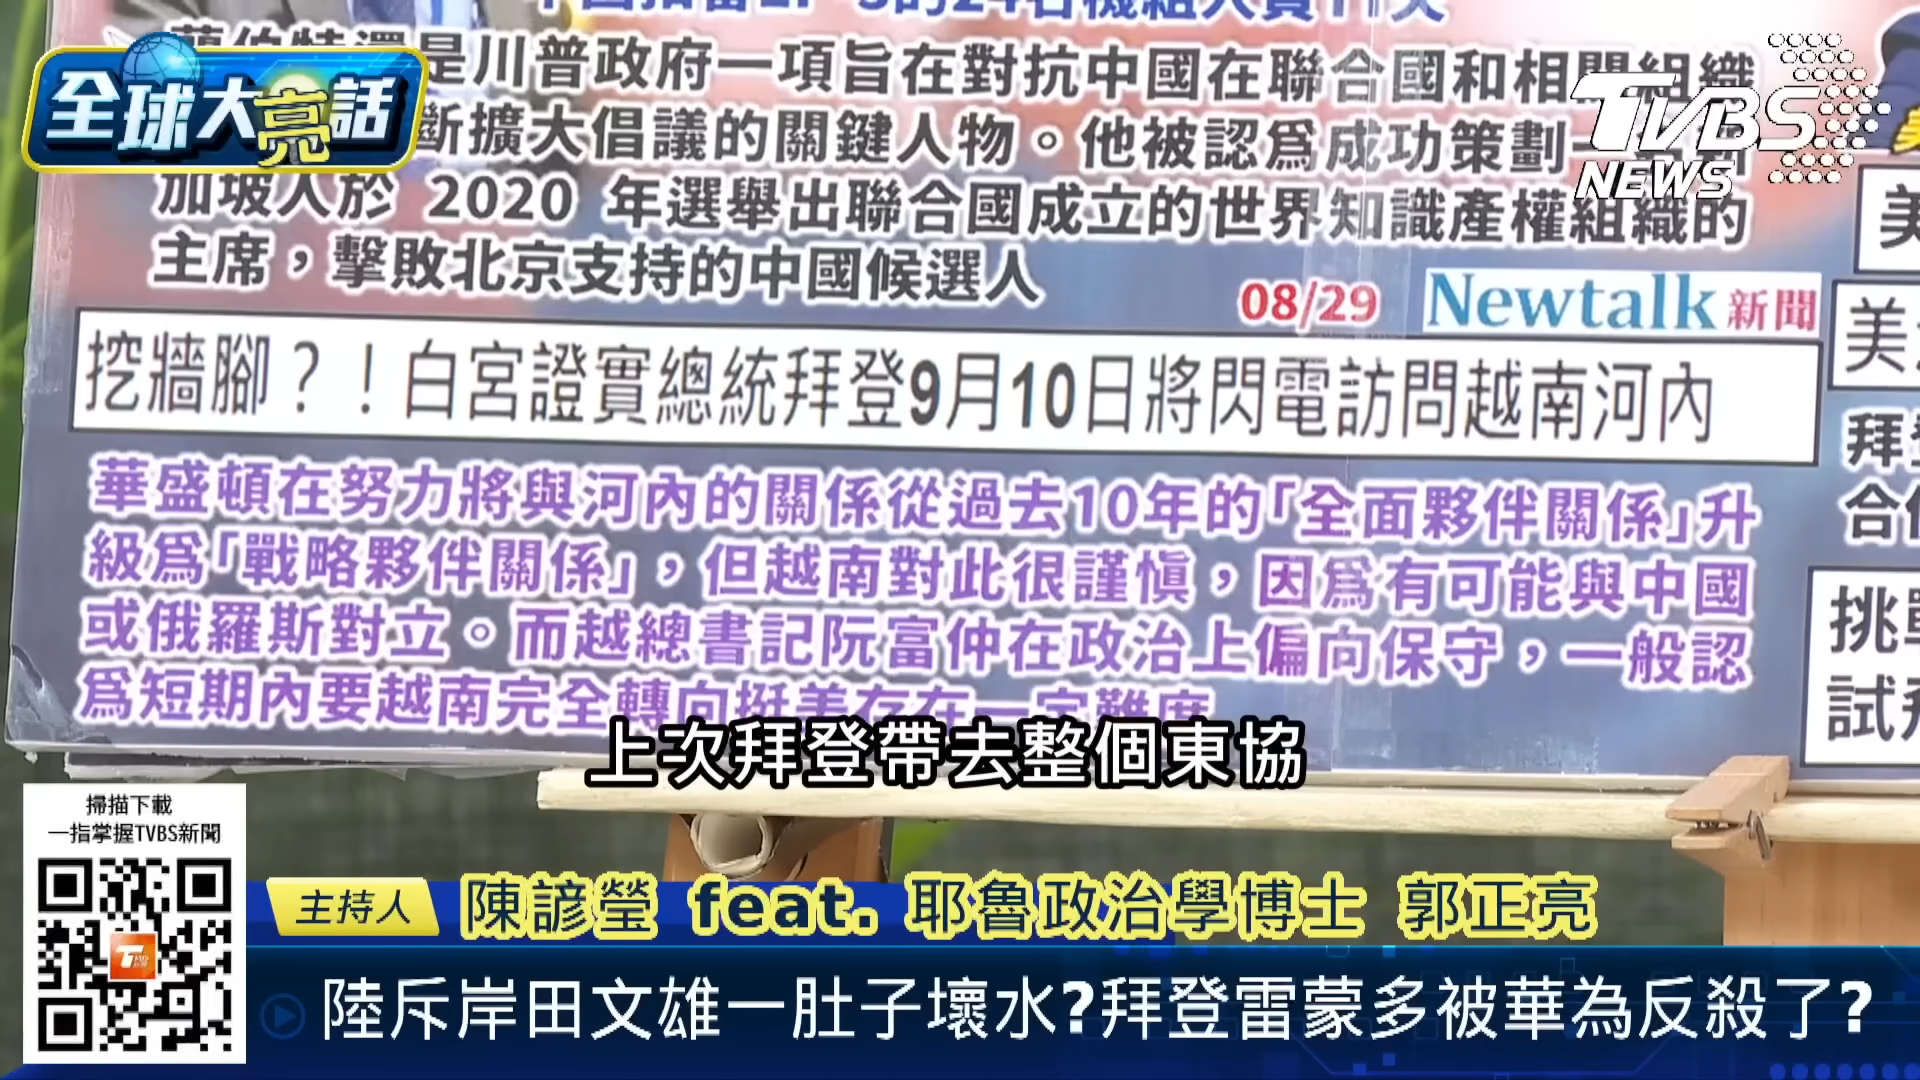 全球大亮話
TVBS
NEWS
是川普政府一項旨在對抗中國在聯合國和相關組織
斷擴大倡議的關鍵人物。他被認爲成功策劃一
加坡人於 2020 年選舉出聯合國成立的世界知識產權組織的
主席，擊敗北京支持的中國候選人
08/29 Newtalk 新聞
挖牆腳？！白宮證實總統拜登9月10日將閃電訪問越南河內
華盛頓在努力將與河內的關係從過去10年的「全面夥伴關係」升
級爲「戰略夥伴關係」，但越南對此很謹慎，因爲有可能與中國
或俄羅斯對立。而越總書記阮富仲在政治上偏向保守，一般認
爲短期內要越南完全轉向挺美存在一定難度
美
美
拜
合
挑
試
上次拜登帶去整個東協
掃描下載
一指掌握TVBS新聞
主持人 陳諺瑩 feat. 耶魯政治學博士 郭正亮
陸斥岸田文雄一肚子壞水?拜登雷蒙多被華為反殺了?